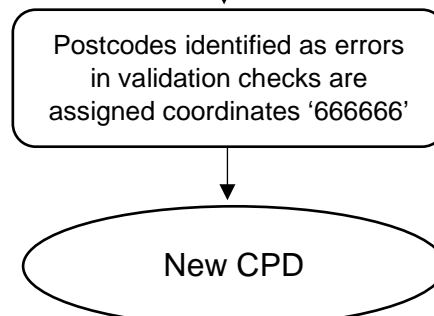 Postcodes identified as errors
in validation checks are
assigned coordinates ‘666666’
New CPD